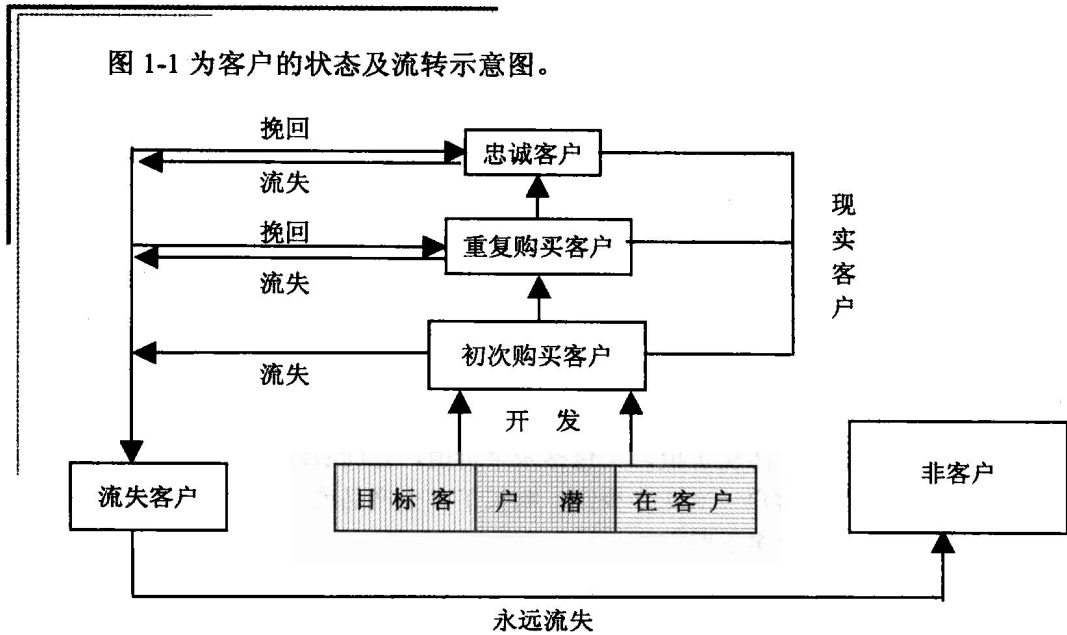 图 1-1 为客户的状态及流转示意图。
挽回
忠诚客户
流失
现实客户
挽回
重复购买客户
流失
初次购买客户
流失
开 发
非客户
流失客户
目 标 客 户 潜 在 客 户
永远流失